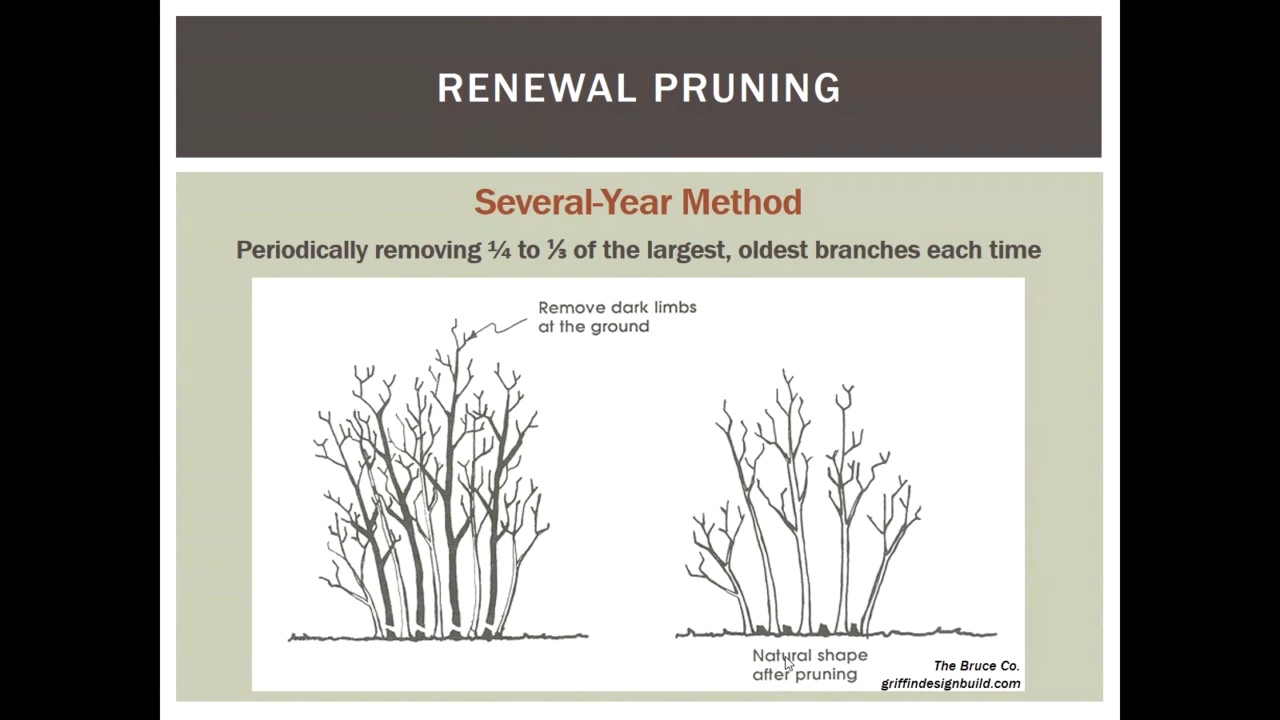 RENEWAL PRUNING
Several-Year Method
Periodically removing ¼ to ⅓ of the largest, oldest branches each time
Remove dark limbs
at the ground
Natural shape
after pruning
The Bruce Co.
griffindesignbuild.com